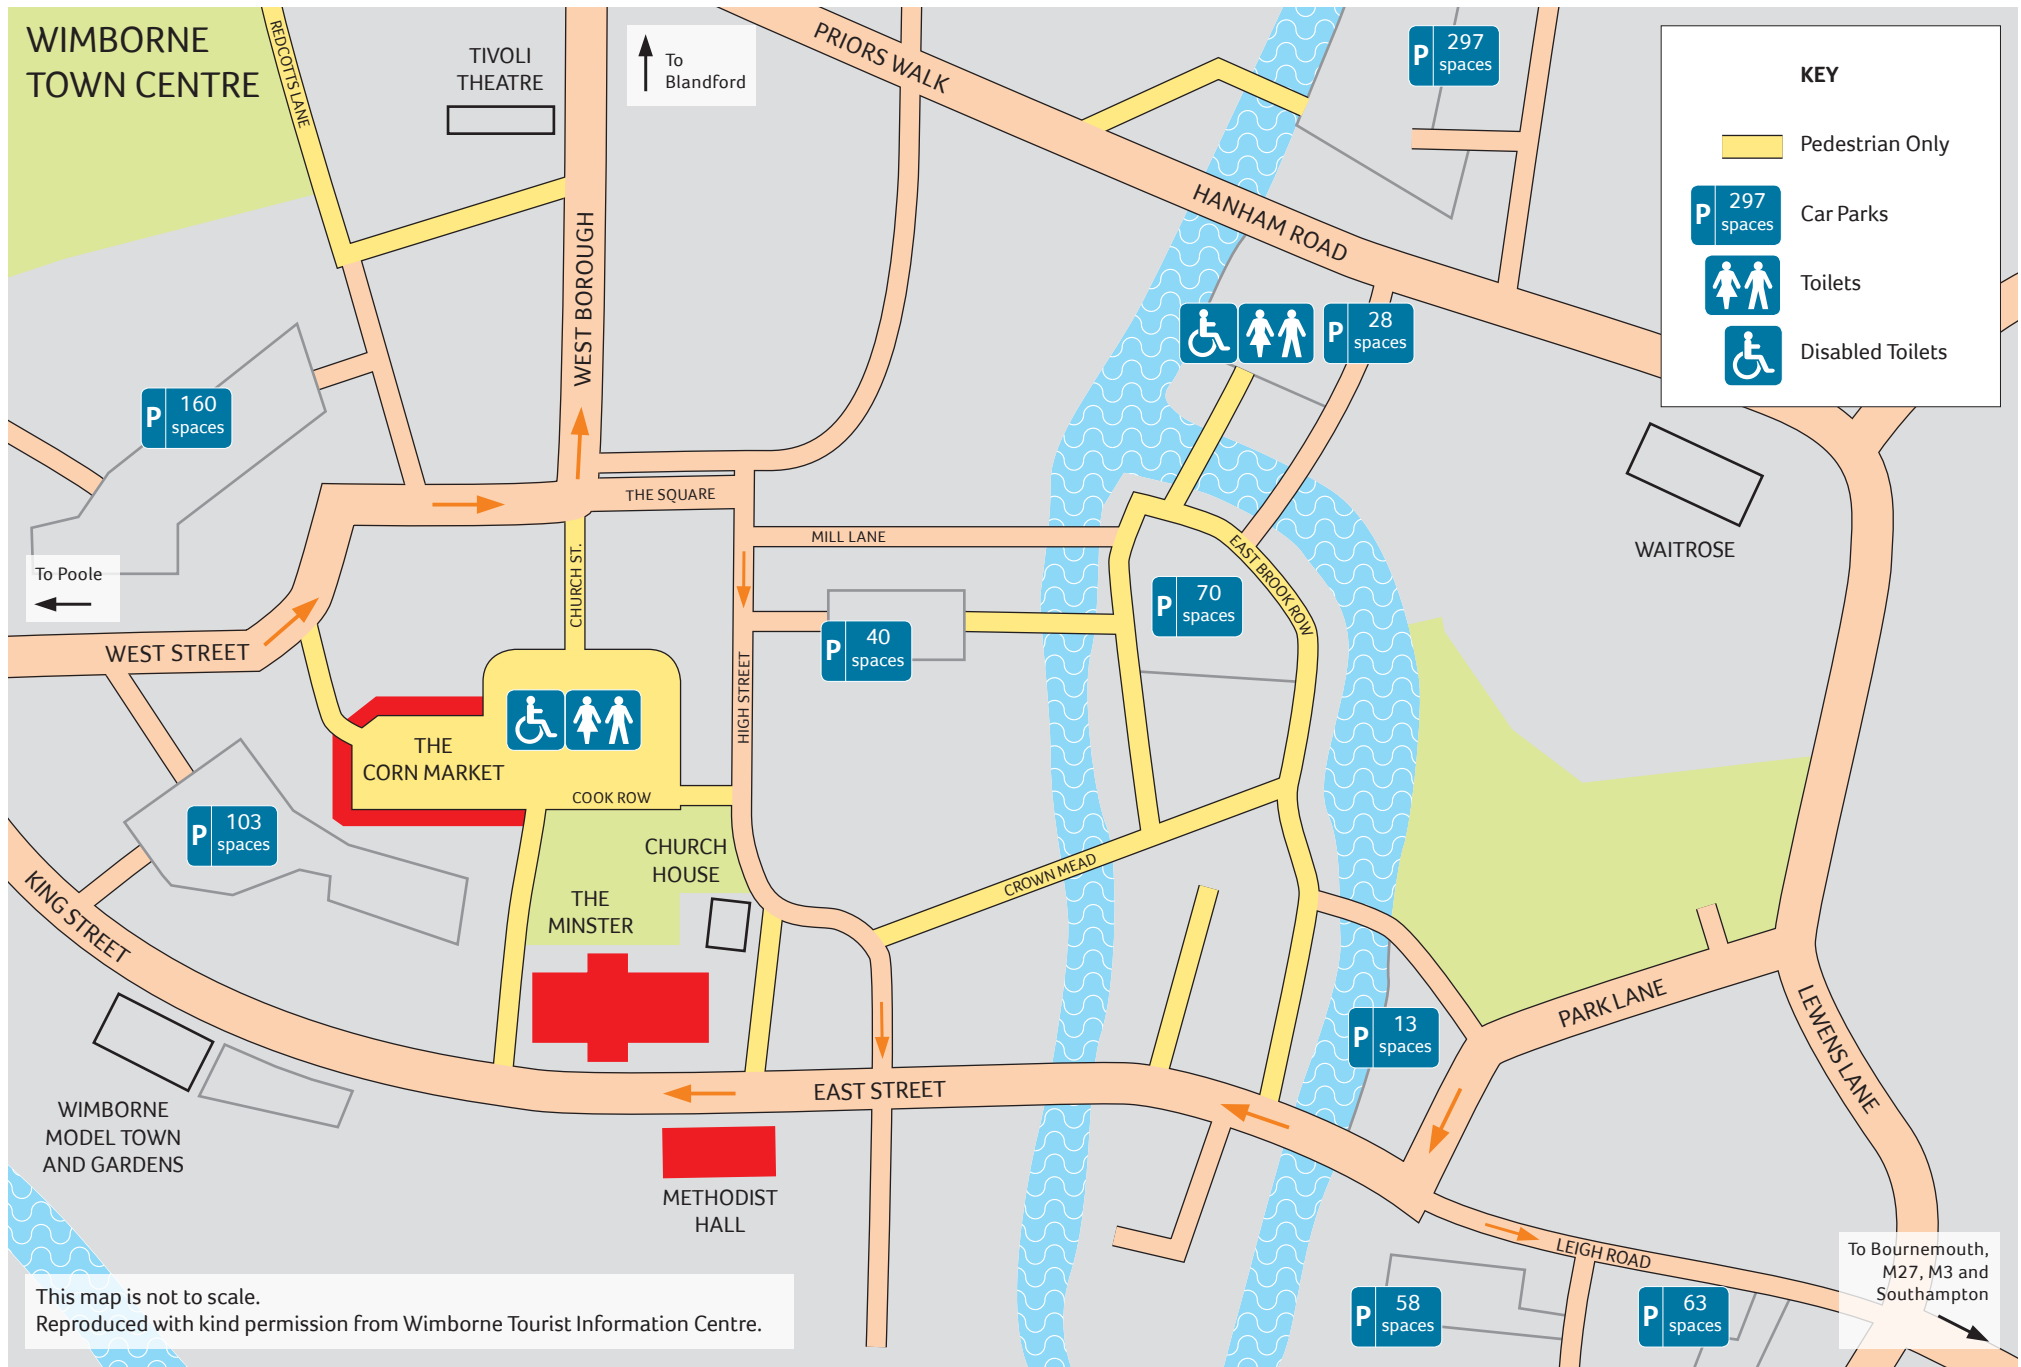 WIMBORNE
TOWN CENTRE
REDCOTTS LANE
TIVOLI
THEATRE
To
Blandford
PRIORS WALK
P 297
spaces
KEY
Pedestrian Only
P 297
spaces
Car Parks
Toilets
Disabled Toilets
HANHAM ROAD
WEST BOROUGH
P 28
spaces
P 160
spaces
THE SQUARE
MILL LANE
WAITROSE
To Poole
CHURCH ST.
EAST BROOK ROW
P 70
spaces
WEST STREET
P 40
spaces
HIGH STREET
THE
CORN MARKET
COOK ROW
P 103
spaces
CHURCH
HOUSE
THE
MINSTER
CROWN MEAD
KING STREET
P 13
spaces
PARK LANE
LEWENS LANE
EAST STREET
WIMBORNE
MODEL TOWN
AND GARDENS
METHODIST
HALL
LEIGH ROAD
To Bournemouth,
M27, M3 and
Southampton
P 58
spaces
P 63
spaces
This map is not to scale.
Reproduced with kind permission from Wimborne Tourist Information Centre.